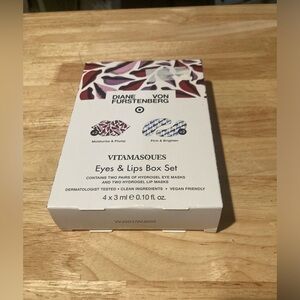 DIANE VON
FURSTENBERG
Moisturize & Plump
Firm & Brighten
VITAMASQUES
Eyes & Lips Box Set
CONTAINS TWO PAIRS OF HYDROGEL EYE MASKS
AND TWO HYDROGEL LIP MASKS
DERMATOLOGIST TESTED • CLEAN INGREDIENTS • VEGAN FRIENDLY
4 x 3 ml ℮ 0.10 fl. oz.